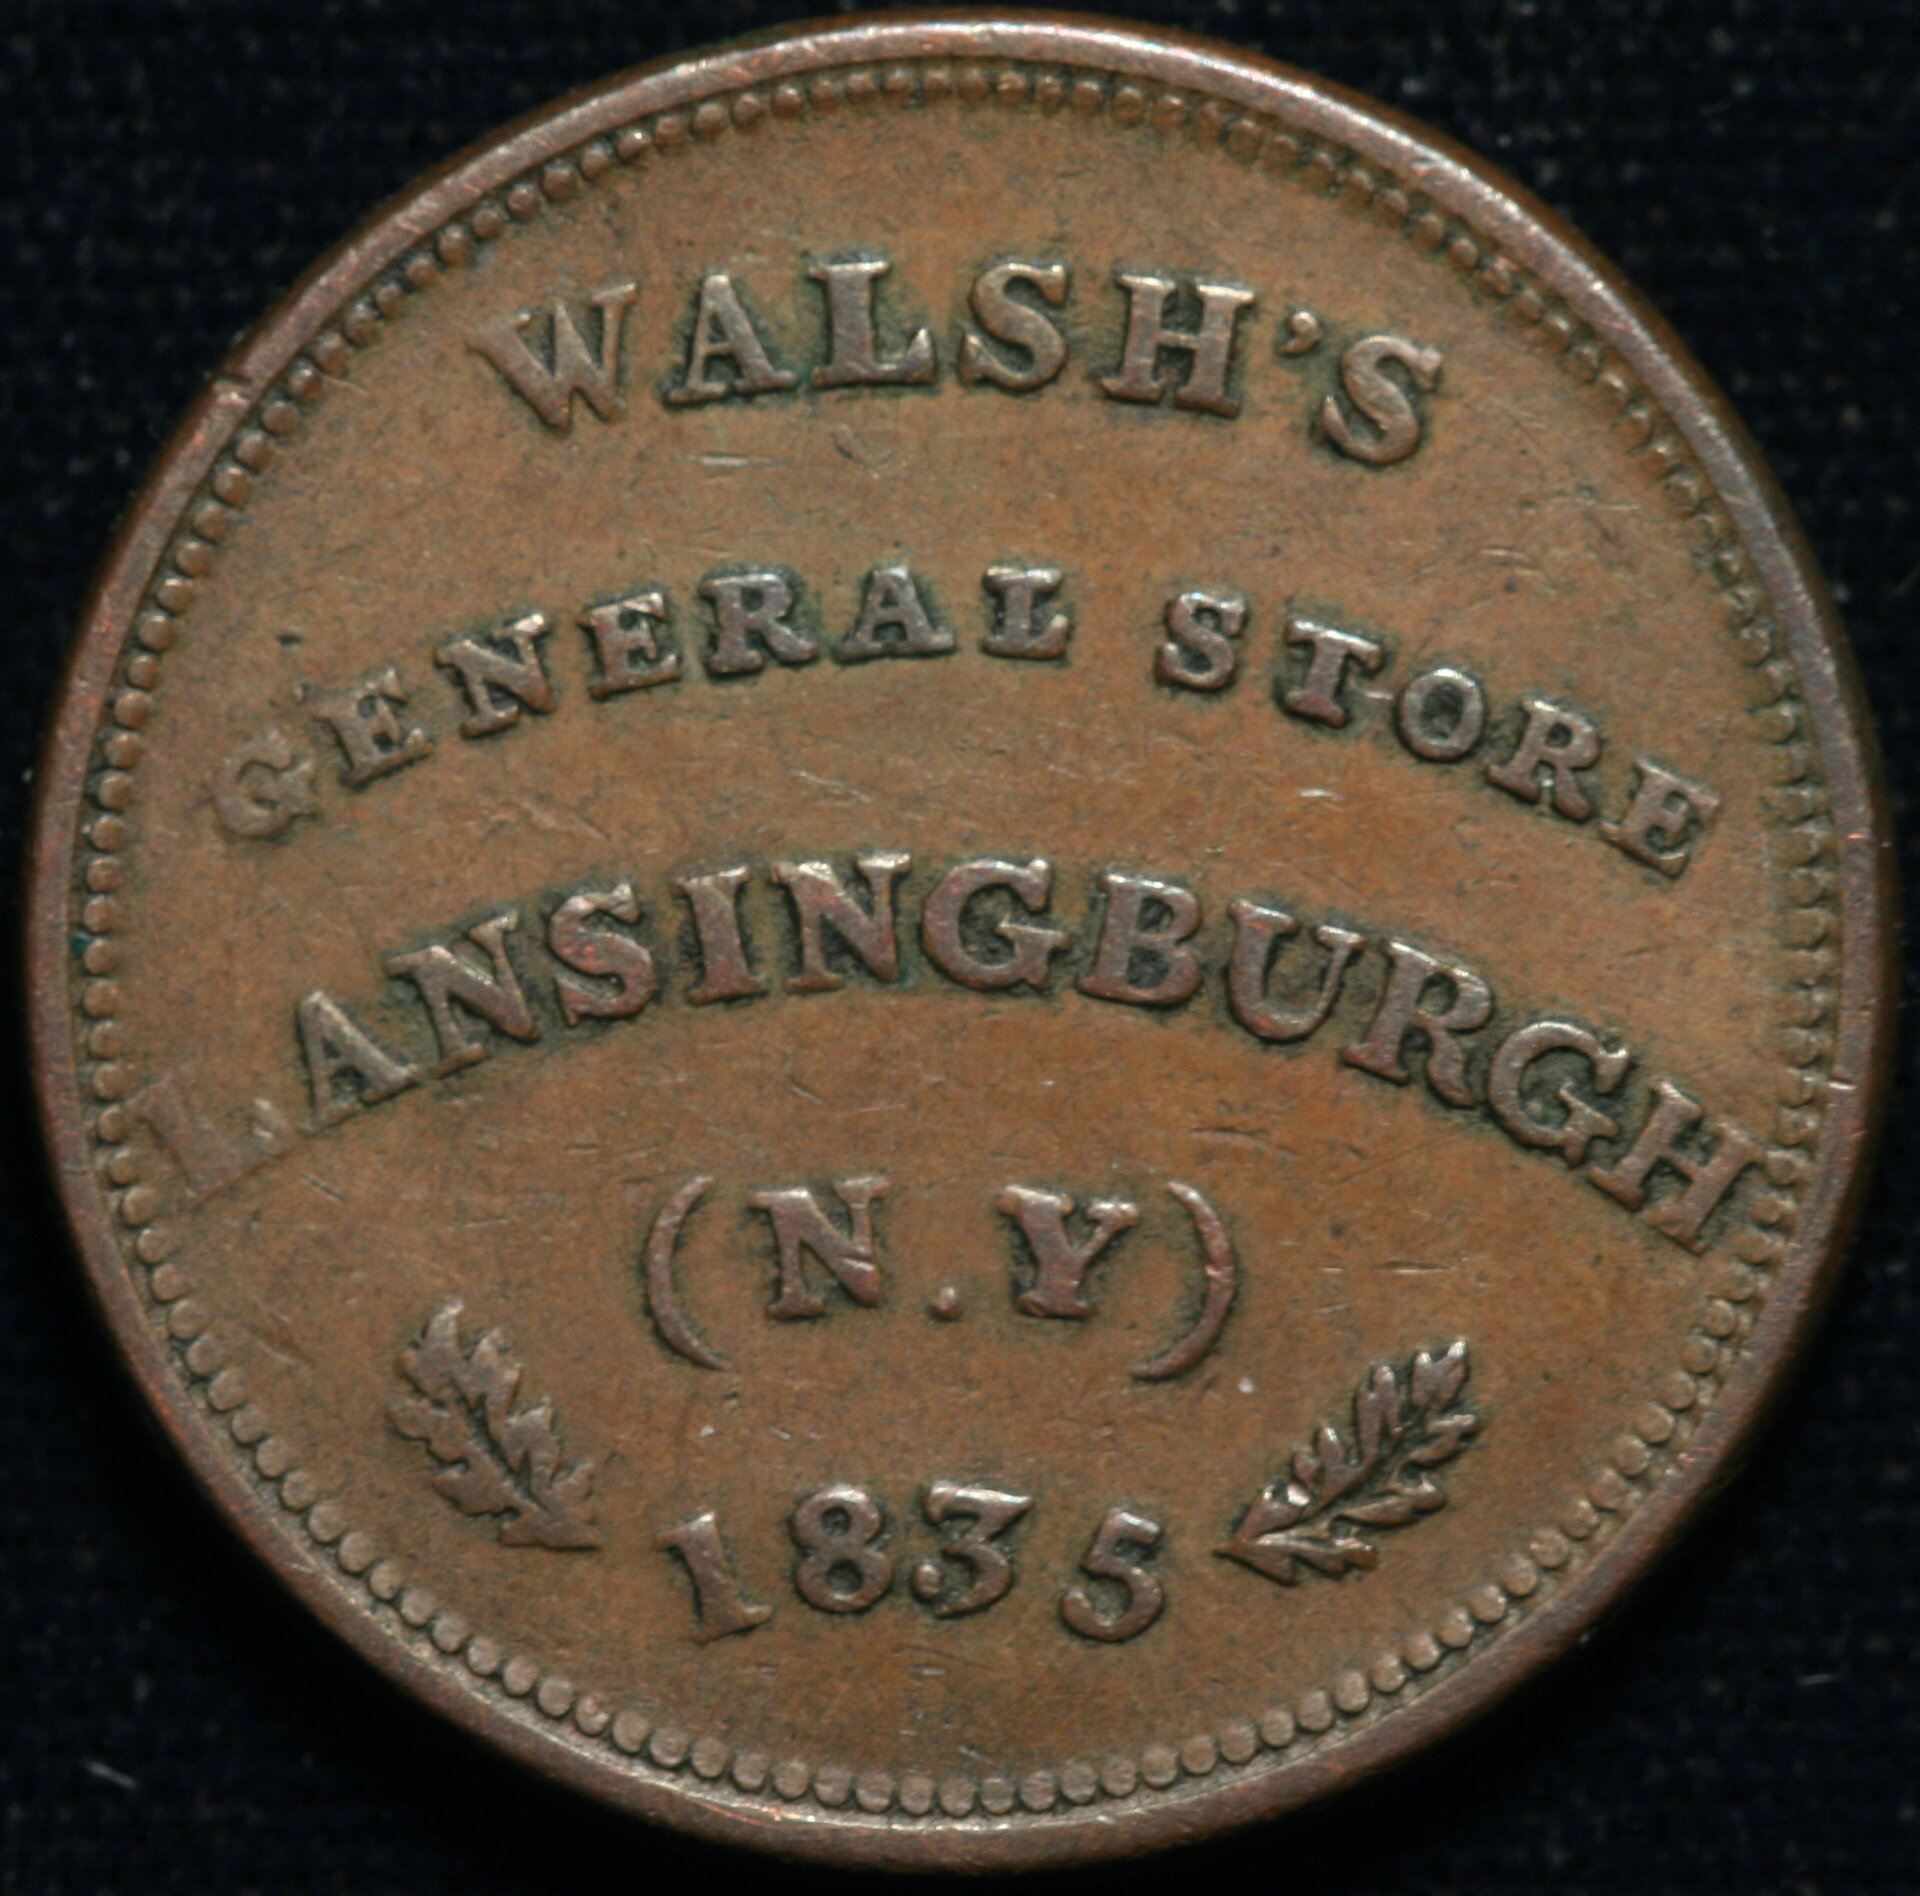 WALSH'S
GENERAL STORE
LANSINGBURGH
(N.Y)
1835